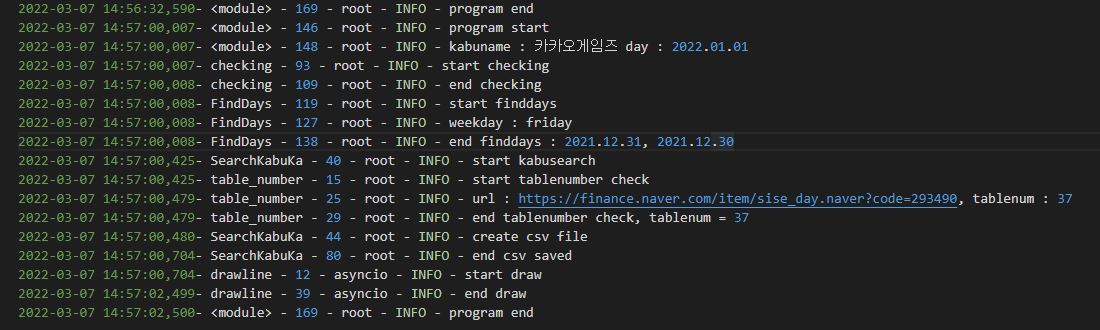 2022-03-07 14:56:32,590- <module> - 169 - root - INFO - program end
2022-03-07 14:57:00,007- <module> - 146 - root - INFO - program start
2022-03-07 14:57:00,007- <module> - 148 - root - INFO - kabuname : 카카오게임즈 day : 2022.01.01
2022-03-07 14:57:00,007- checking - 93 - root - INFO - start checking
2022-03-07 14:57:00,008- checking - 109 - root - INFO - end checking
2022-03-07 14:57:00,008- FindDays - 119 - root - INFO - start finddays
2022-03-07 14:57:00,008- FindDays - 127 - root - INFO - weekday : friday
2022-03-07 14:57:00,008- FindDays - 138 - root - INFO - end finddays : 2021.12.31, 2021.12.30
2022-03-07 14:57:00,425- SearchKabuKa - 40 - root - INFO - start kabusearch
2022-03-07 14:57:00,425- table_number - 15 - root - INFO - start tablenumber check
2022-03-07 14:57:00,479- table_number - 25 - root - INFO - url : https://finance.naver.com/item/sise_day.naver?code=293490, tablenum : 37
2022-03-07 14:57:00,479- table_number - 29 - root - INFO - end tablenumber check, tablenum = 37
2022-03-07 14:57:00,480- SearchKabuKa - 44 - root - INFO - create csv file
2022-03-07 14:57:00,704- SearchKabuKa - 80 - root - INFO - end csv saved
2022-03-07 14:57:00,704- drawline - 12 - asyncio - INFO - start draw
2022-03-07 14:57:02,499- drawline - 39 - asyncio - INFO - end draw
2022-03-07 14:57:02,500- <module> - 169 - root - INFO - program end